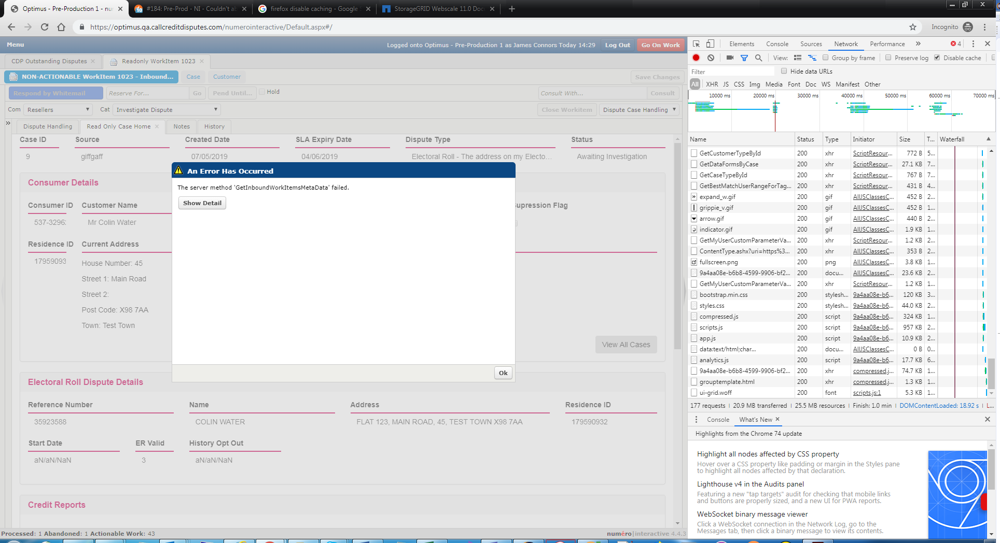 Optimus - Pre-Production 1 - nu
#184: Pre-Prod - NI - Couldn't ab
firefox disable caching - Google
StorageGRID Webscale 11.0 Doc
https://optimus.qa.callcreditdisputes.com/numerointeractive/Default.aspx#/
Incognito
Menu
Logged onto Optimus - Pre-Production 1 as James Connors Today 14:29
Log Out
Go On Work
CDP Outstanding Disputes
Readonly WorkItem 1023
NON-ACTIONABLE WorkItem 1023 - Inbound...
Case
Customer
Save Changes
Respond by Whitemail
Reserve For...
Go
Pend Until...
Hold
Consult With...
Consult
Com
Resellers
Cat
Investigate Dispute
Close Workitem
Dispute Case Handling
Dispute Handling
Read Only Case Home
Notes
History
Case ID Source Created Date SLA Expiry Date Dispute Type Status
9 giffgaff 07/05/2019 04/06/2019 Electoral Roll - The address on my Electo... Awaiting Investigation
An Error Has Occurred
The server method 'GetInboundWorkItemsMetaData' failed.
Show Detail
Ok
Consumer Details
Consumer ID Customer Name
upression Flag
537-3296: Mr Colin Water
Residence ID Current Address
17959093 House Number: 45
Street 1: Main Road
Street 2:
Post Code: X98 7AA
Town: Test Town
View All Cases
Electoral Roll Dispute Details
Reference Number Name Address Residence ID
35923588 COLIN WATER FLAT 123, MAIN ROAD, 45, TEST TOWN X98 7AA 179590932
Start Date ER Valid History Opt Out
aN/aN/NaN 3 aN/aN/NaN
Credit Reports
Processed: 1 Abandoned: 1 Actionable Work: 43
numéro|interactive 4.4.3
Elements Console Sources Network Performance 4
View: Group by frame Preserve log Disable cache
Filter Hide data URLs
All XHR JS CSS Img Media Font Doc WS Manifest Other
10000 ms 20000 ms 30000 ms 40000 ms 50000 ms 60000 ms 70000 ms
Name Status Type Initiator Size T... Waterfall
GetCustomerTypeById 200 xhr ScriptResour... 772 B 5...
GetDataFormsByCase 200 xhr ScriptResour... 27.1 KB 7...
GetCaseTypeById 200 xhr ScriptResour... 767 B 7...
GetBestMatchUserRangeForTag... 200 xhr ScriptResour... 431 B 4...
expand_w.gif 200 gif AllJSClassesC... 452 B 2...
grippie_v.gif 200 gif AllJSClassesC... 452 B 1...
arrow.gif 200 gif AllJSClassesC... 440 B 2...
indicator.gif 200 gif AllJSClassesC... 1.9 KB 1...
GetMyUserCustomParameterVa... 200 xhr ScriptResour... 1.2 KB 2...
ContentType.ashx?uri=https%3... 200 xhr AllJSClassesC... 353 B 2...
fullscreen.png 200 png AllJSClassesC... 3.8 KB 1...
9a4aa08e-b6b8-4599-9906-bf2... 200 docu... AllJSClassesC... 23.6 KB 2...
GetMyUserCustomParameterVa... 200 xhr ScriptResour... 1.2 KB 1...
bootstrap.min.css 200 stylesh... 9a4aa08e-b6... 120 KB 3...
styles.css 200 stylesh... 9a4aa08e-b6... 44.0 KB 2...
compressed.js 200 script 9a4aa08e-b6... 324 KB 1...
scripts.js 200 script 9a4aa08e-b6... 957 KB 2...
app.js 200 script 9a4aa08e-b6... 10.9 KB 2...
data:text/html;char... 200 docu... AllJSClassesC... 0 B 0...
analytics.js 200 script 9a4aa08e-b6... 17.7 KB 6...
9a4aa08e-b6b8-4599-9906-bf2... 200 xhr compressed.j... 74.7 KB 1...
grouptemplate.html 200 xhr compressed.j... 1.3 KB 1...
ui-grid.woff 200 font scripts.js:1 5.3 KB 1...
177 requests | 20.9 MB transferred | 25.5 MB resources | Finish: 1.0 min | DOMContentLoaded: 18.92 s | L...
Console What's New
Highlights from the Chrome 74 update
Highlight all nodes affected by CSS property
Hover over a CSS property like padding or margin in the Styles pane
to highlight all nodes affected by that declaration.
Lighthouse v4 in the Audits panel
Featuring a new "tap targets" audit for checking that mobile links
and buttons are properly sized, and a new UI for PWA reports.
WebSocket binary message viewer
Click a WebSocket connection in the Network Log, go to the
Messages tab, then click a binary message to view its contents.